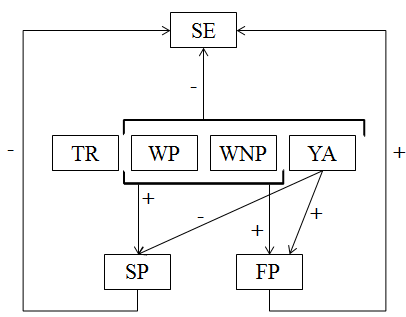 SE
-
TR WP WNP YA
- + - + + +
SP FP